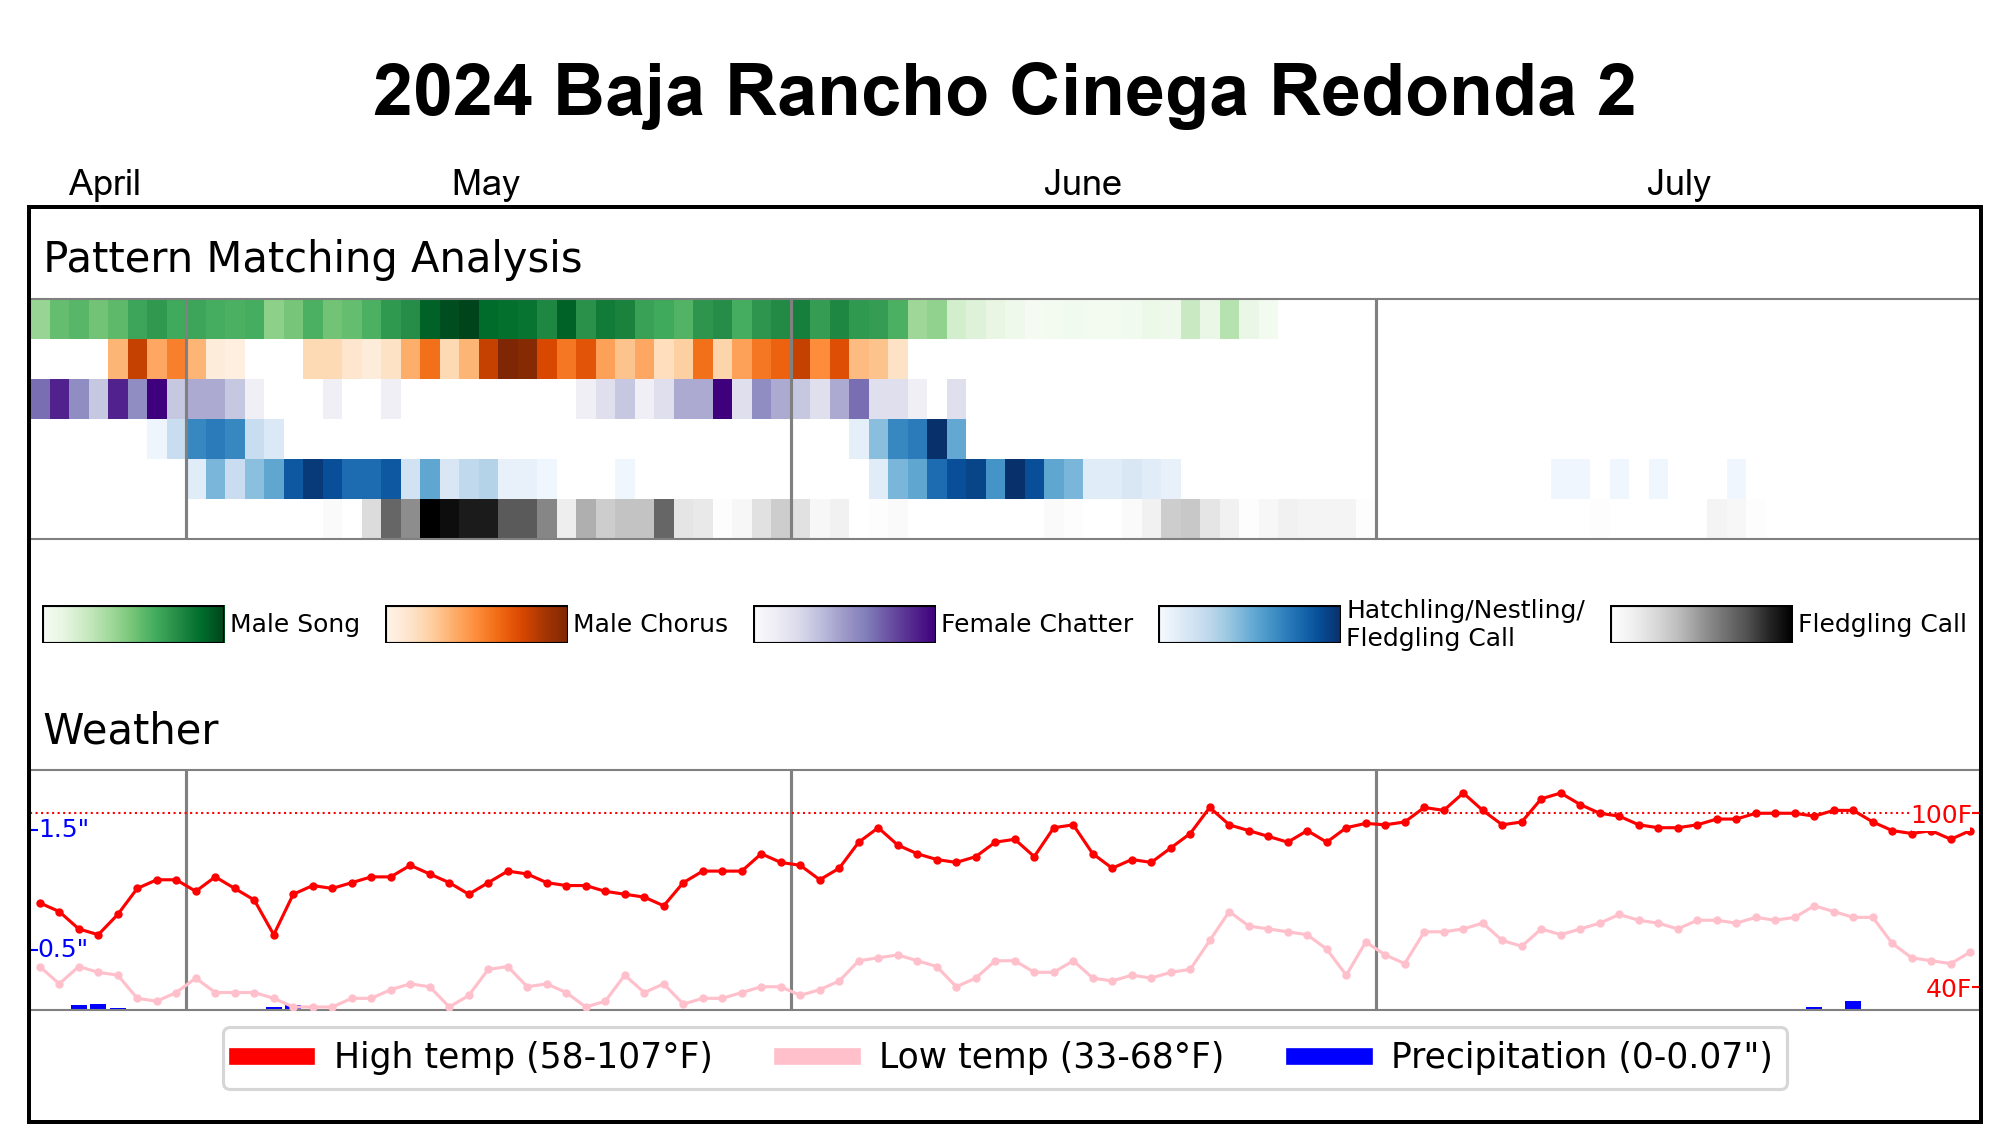 2024 Baja Rancho Cinega Redonda 2
April May June July
Pattern Matching Analysis
Male Song Male Chorus Female Chatter Hatchling/Nestling/
Fledgling Call Fledgling Call
Weather
1.5" 100F
0.5" 40F
High temp (58-107°F) Low temp (33-68°F) Precipitation (0-0.07")